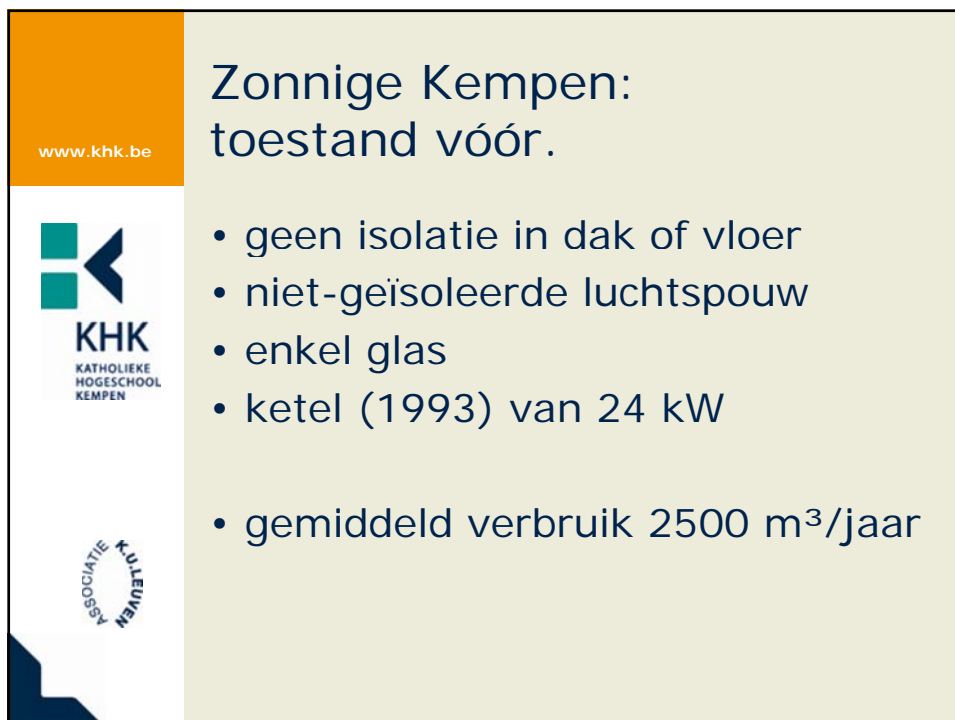 www.khk.be
Zonnige Kempen:
toestand vóór.
• geen isolatie in dak of vloer
• niet-geïsoleerde luchtspouw
• enkel glas
• ketel (1993) van 24 kW
• gemiddeld verbruik 2500 m³/jaar
KHK
KATHOLIEKE
HOGESCHOOL
KEMPEN
ASSOCIATIE
K.U.LEUVEN